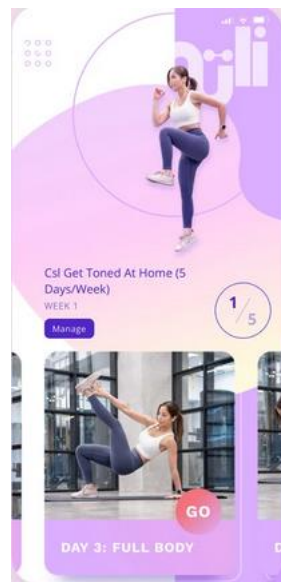 Csl Get Toned At Home (5
Days/Week)
WEEK 1
Manage
1/5
GO
DAY 3: FULL BODY